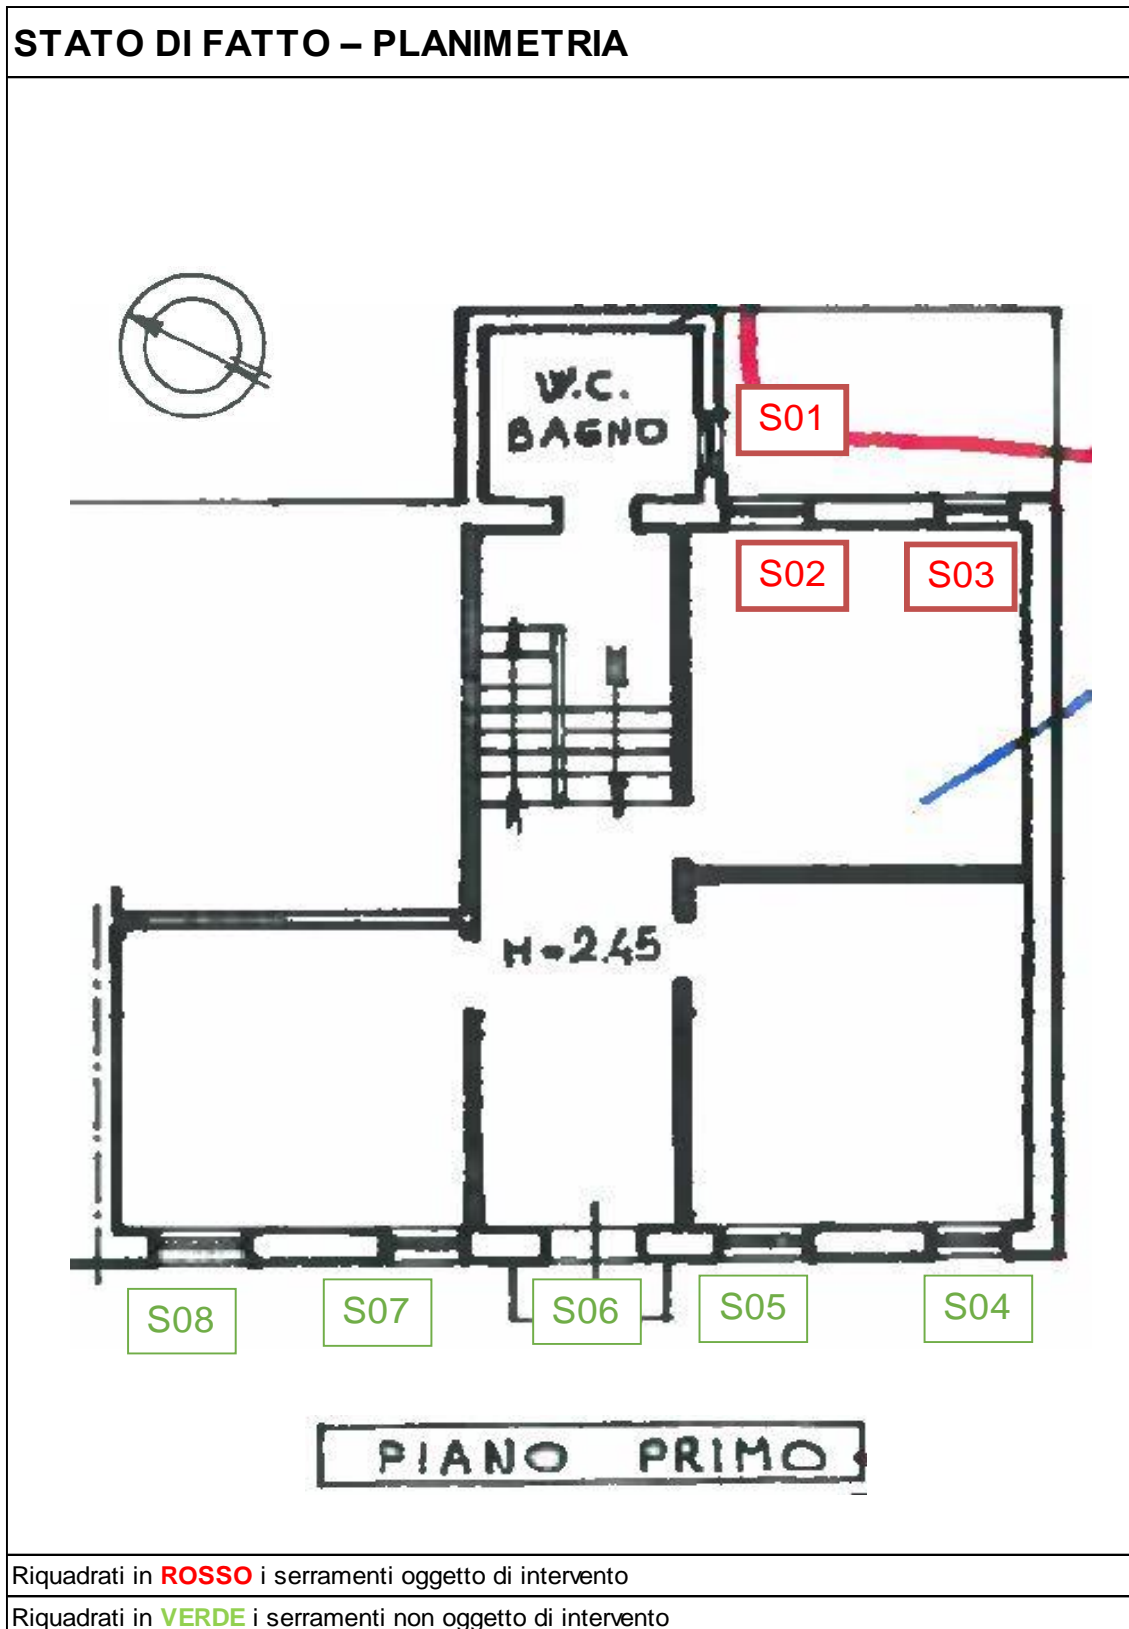 STATO DI FATTO – PLANIMETRIA
W.C.
BAGNO
S01
S02
S03
H=2.45
S08
S07
S06
S05
S04
PIANO PRIMO
Riquadrati in ROSSO i serramenti oggetto di intervento
Riquadrati in VERDE i serramenti non oggetto di intervento